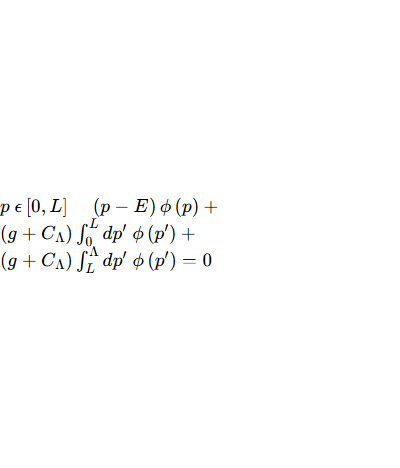 p ϵ [0, L] (p − E) ϕ (p) +
(g + C_Λ) ∫_0^L dp′ ϕ (p′) +
(g + C_Λ) ∫_L^Λ dp′ ϕ (p′) = 0